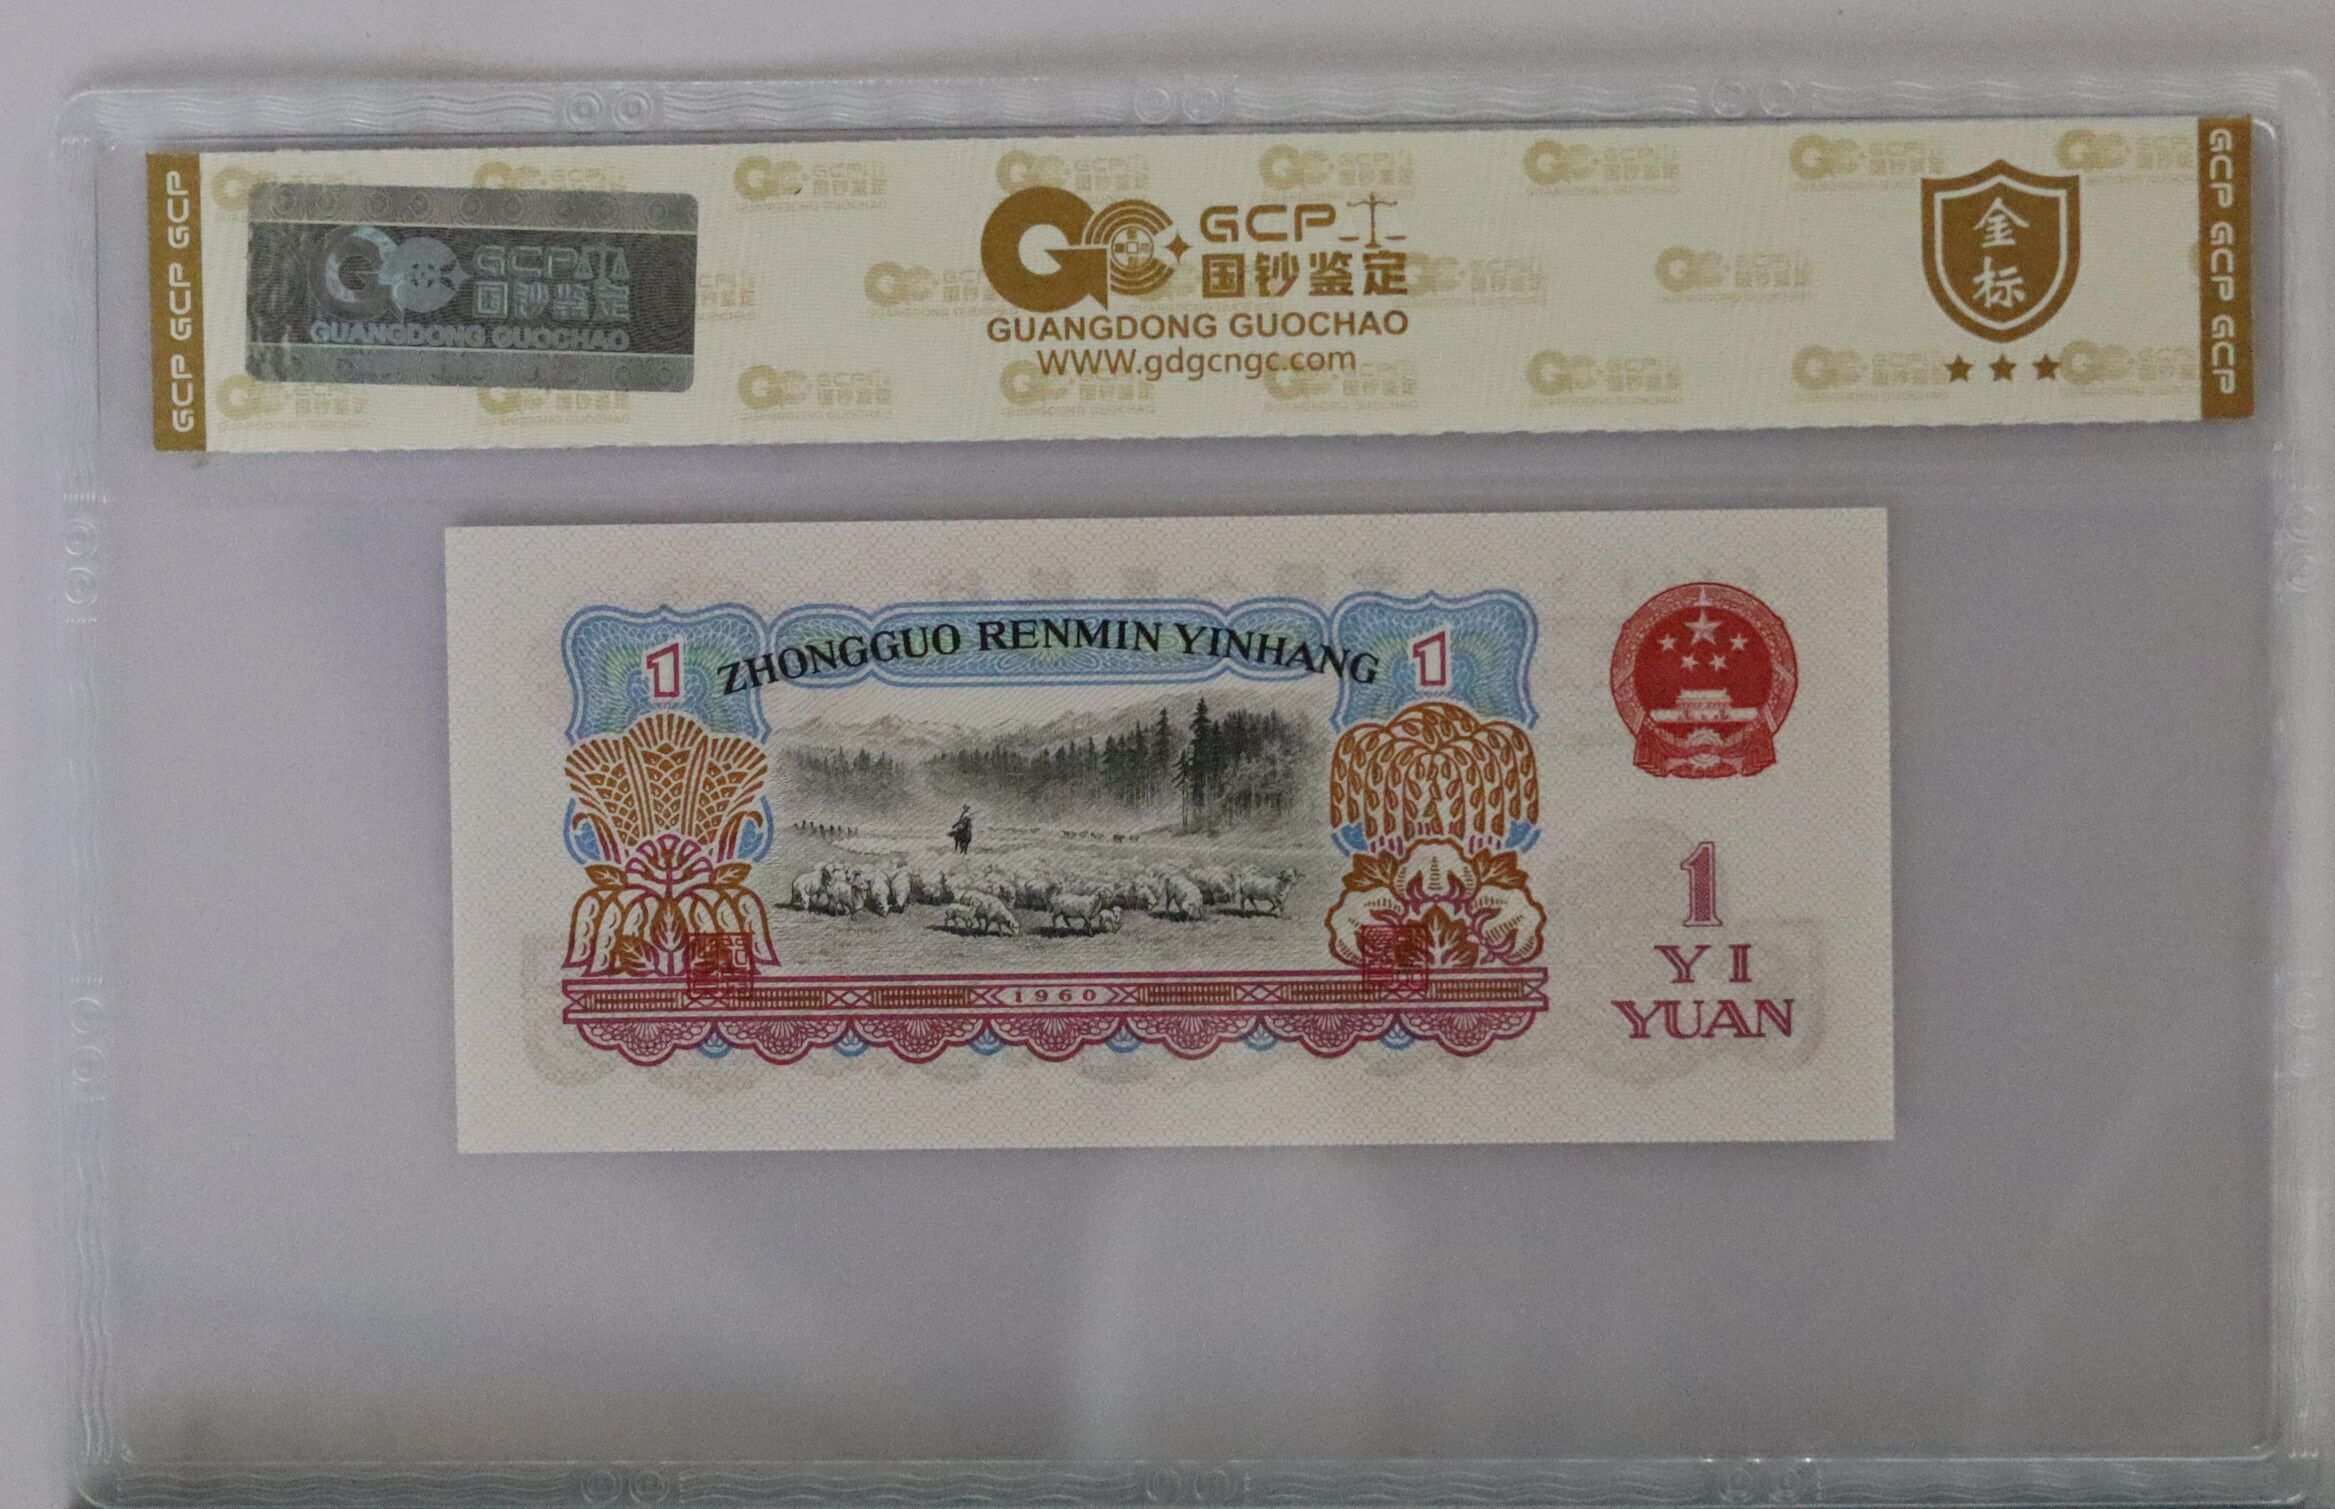 GCP GCP GCP
GCP
国钞鉴定
GUANGDONG GUOCHAO
GCP
国钞鉴定
GUANGDONG GUOCHAO
WWW.gdgcngc.com
金
标
GCP GCP GCP
1
ZHONGGUO RENMIN YINHANG
1
1960
1
YI
YUAN